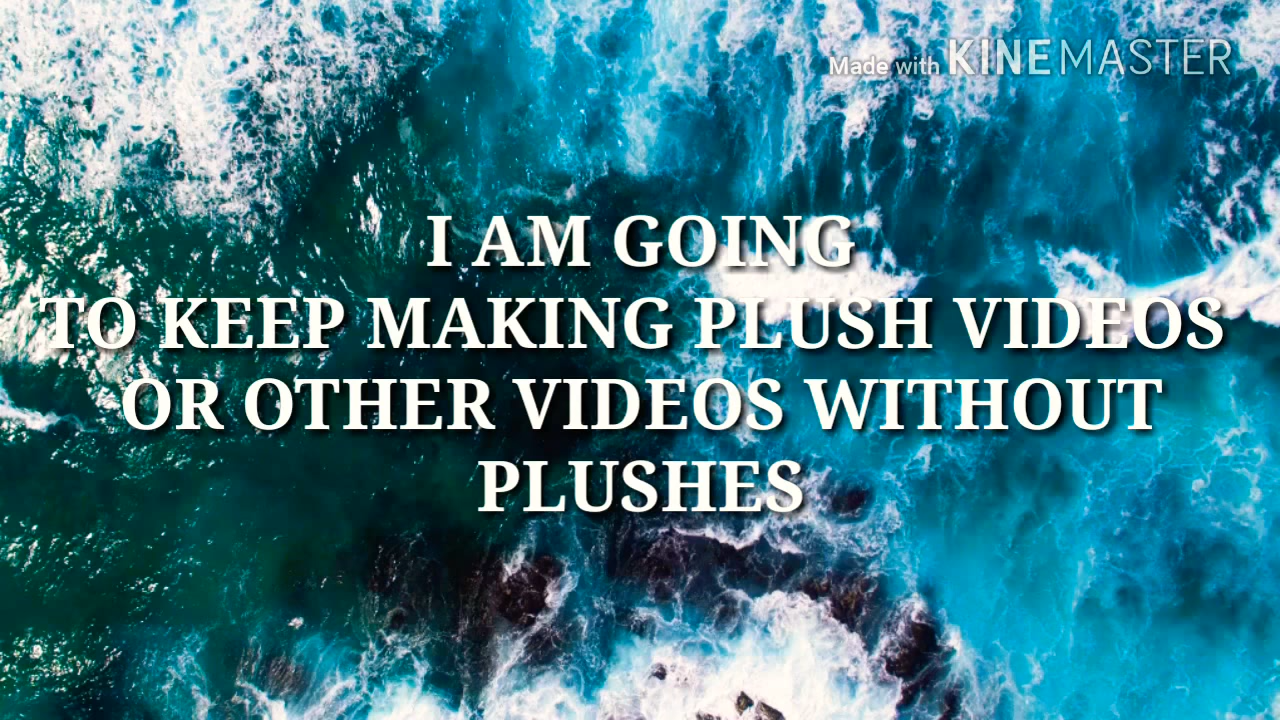 Made with KINEMASTER
I AM GOING
TO KEEP MAKING PLUSH VIDEOS
OR OTHER VIDEOS WITHOUT
PLUSHES